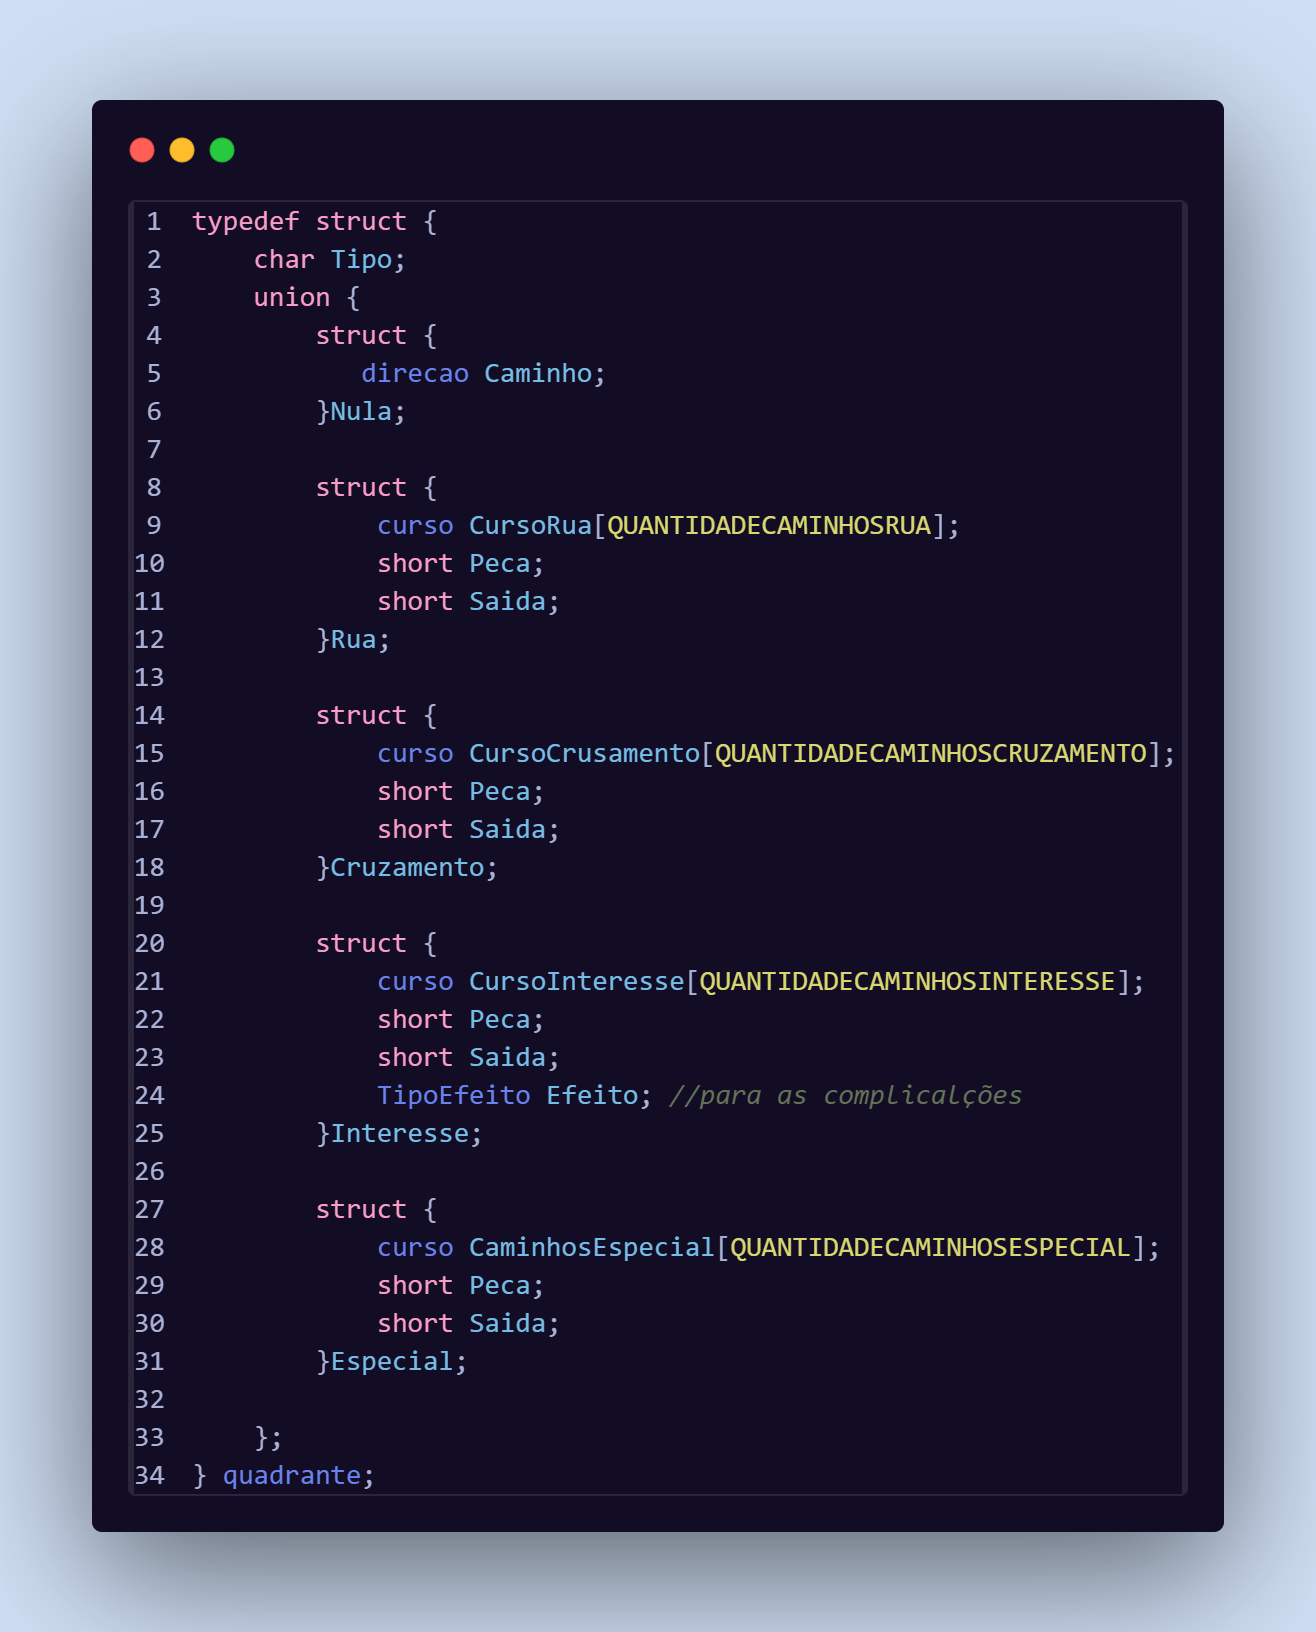 1 typedef struct {
2     char Tipo;
3     union {
4         struct {
5            direcao Caminho;
6         }Nula;
7
8         struct {
9             curso CursoRua[QUANTIDADECAMINHOSRUA];
10             short Peca;
11             short Saida;
12         }Rua;
13
14         struct {
15             curso CursoCrusamento[QUANTIDADECAMINHOSCRUZAMENTO];
16             short Peca;
17             short Saida;
18         }Cruzamento;
19
20         struct {
21             curso CursoInteresse[QUANTIDADECAMINHOSINTERESSE];
22             short Peca;
23             short Saida;
24             TipoEfeito Efeito; //para as complicalções
25         }Interesse;
26
27         struct {
28             curso CaminhosEspecial[QUANTIDADECAMINHOSESPECIAL];
29             short Peca;
30             short Saida;
31         }Especial;
32
33     };
34 } quadrante;